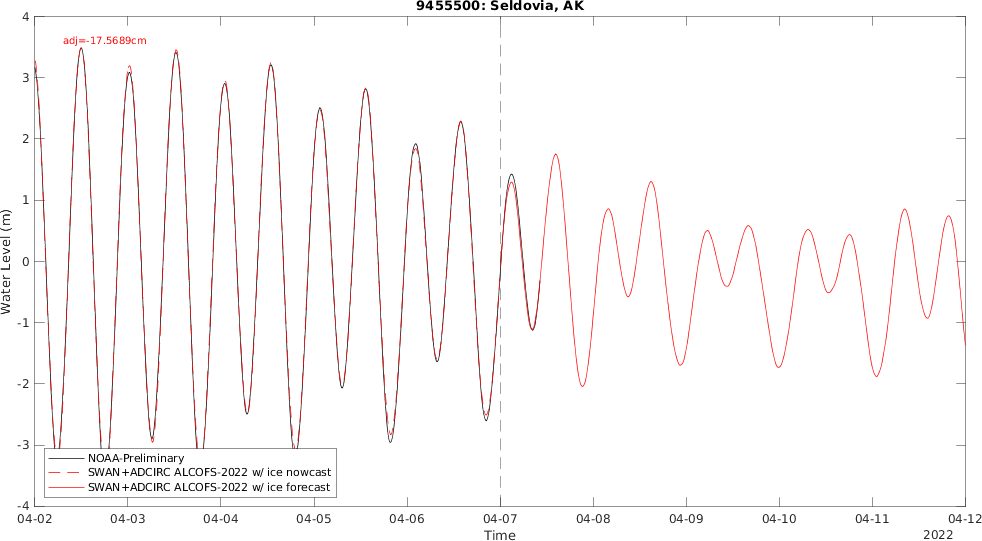 9455500: Seldovia, AK
adj=-17.5689cm
4
3
2
1
0
-1
-2
-3
-4
Water Level (m)
NOAA-Preliminary
SWAN+ADCIRC ALCOFS-2022 w/ ice nowcast
SWAN+ADCIRC ALCOFS-2022 w/ ice forecast
04-02 04-03 04-04 04-05 04-06 04-07 04-08 04-09 04-10 04-11 04-12
Time
2022